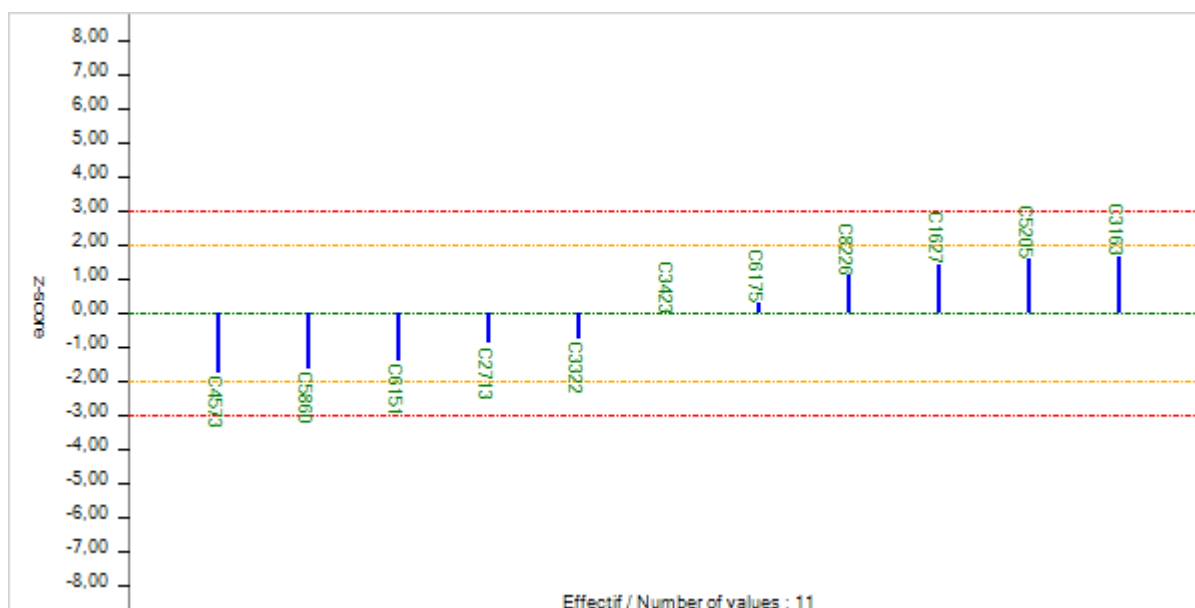 8,00
7,00
6,00
5,00
4,00
3,00
2,00
1,00
0,00
-1,00
-2,00
-3,00
-4,00
-5,00
-6,00
-7,00
-8,00
z-score
C4573
C5860
C6151
C2713
C3322
C3423
C6175
C8226
C1627
C5205
C3163
Effectif / Number of values : 11